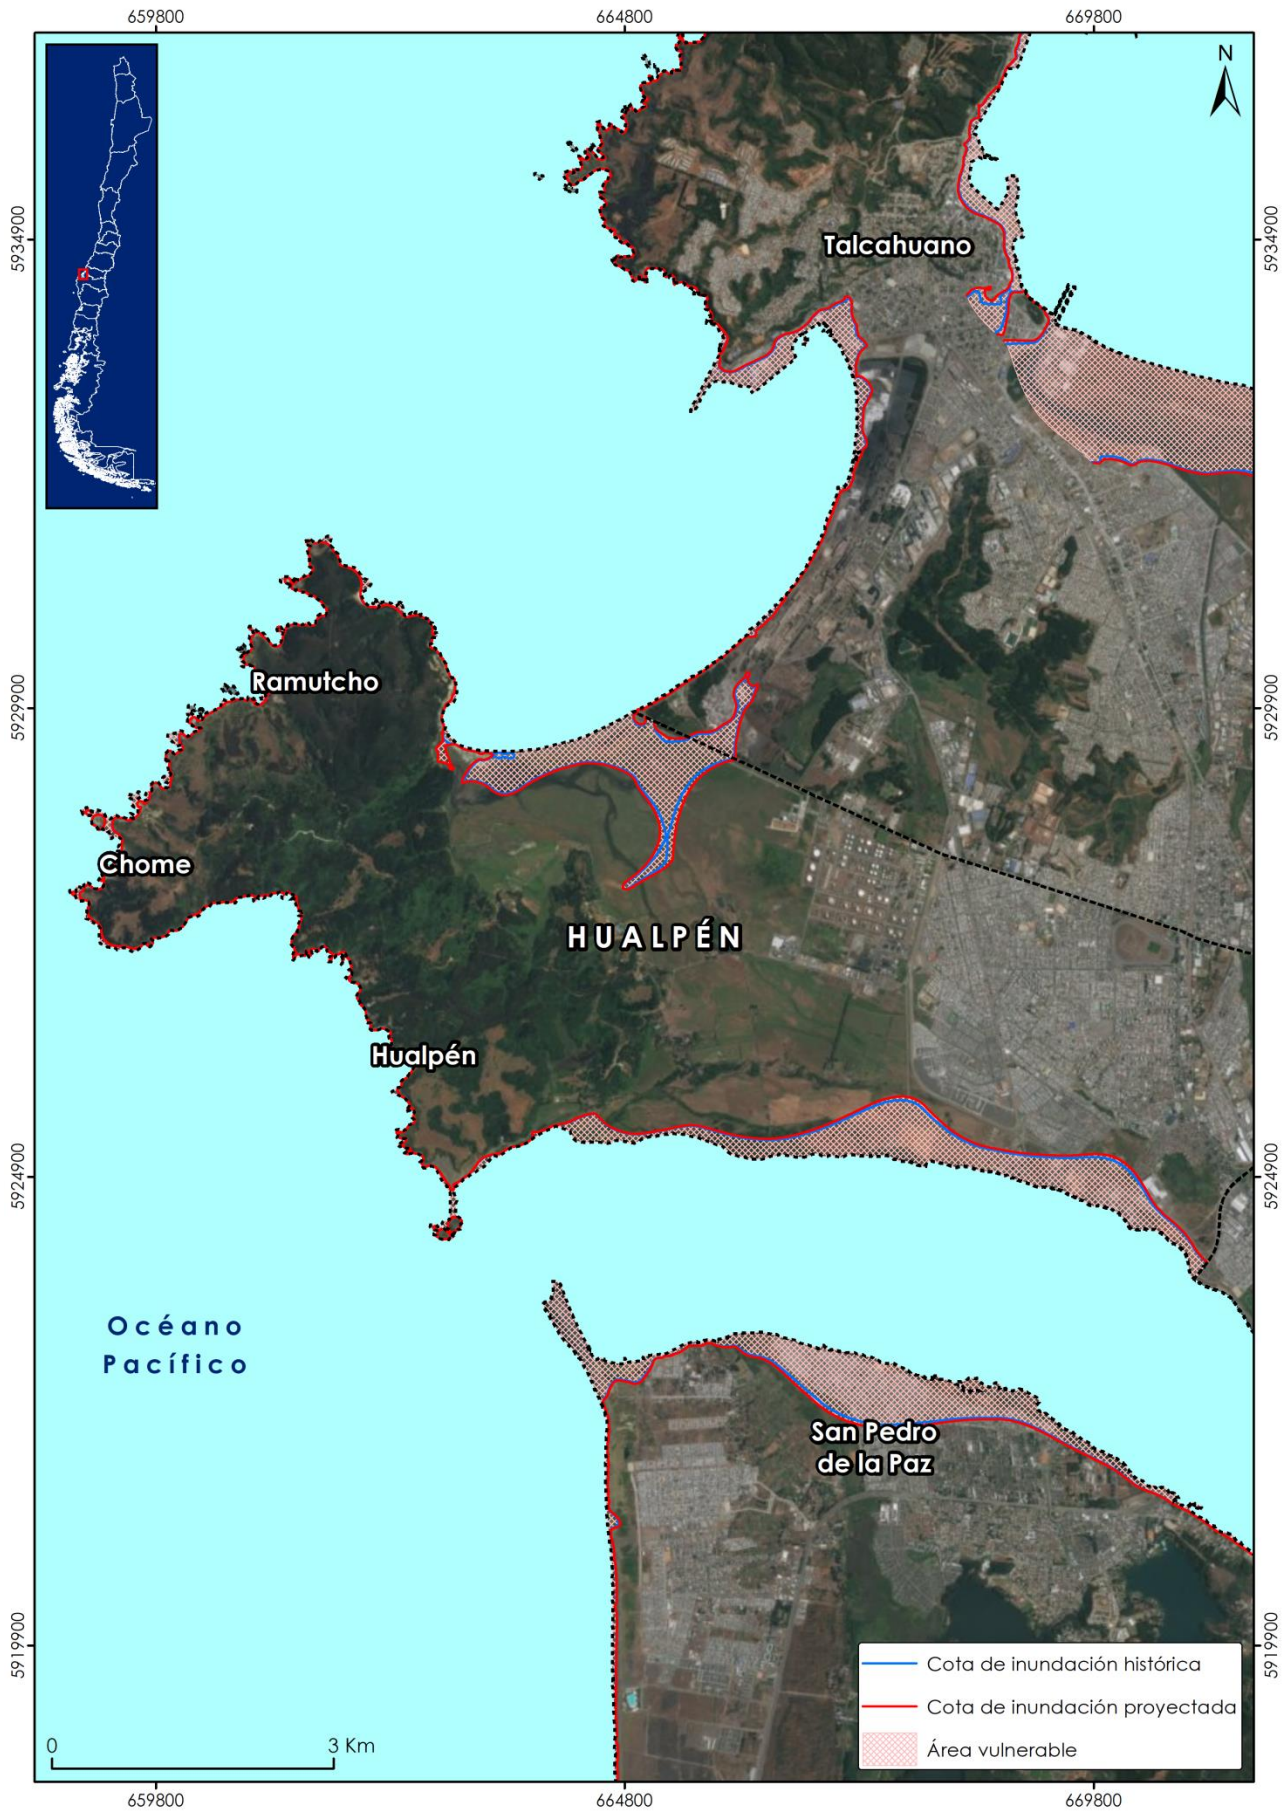 659800
664800
669800
N
5934900
5934900
Talcahuano
Ramutcho
5929900
5929900
Chome
HUALPÉN
Hualpén
5924900
5924900
Océano
Pacífico
San Pedro
de la Paz
5919900
5919900
Cota de inundación histórica
Cota de inundación proyectada
Área vulnerable
0
3 Km
659800
664800
669800